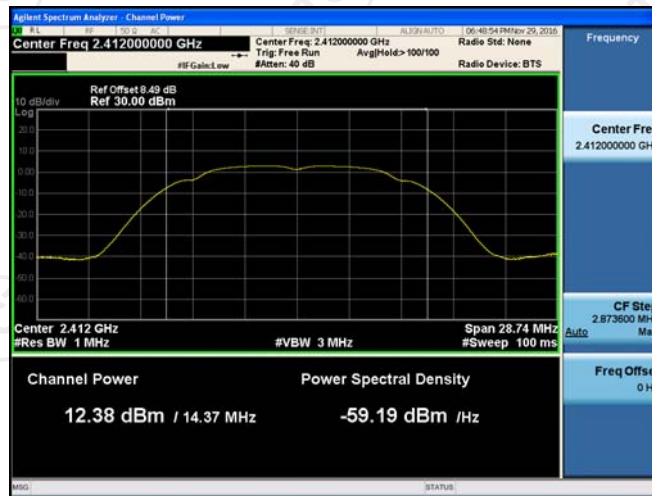 Agilent Spectrum Analyzer - Channel Power
RL RF 50 Ω AC SENSE:INT ALIGN AUTO 06:48:54 PM Nov 29, 2016
Center Freq 2.412000000 GHz
Center Freq: 2.412000000 GHz Radio Std: None
Trig: Free Run Avg|Hold:> 100/100
#IFGain:Low #Atten: 40 dB Radio Device: BTS
Frequency
Ref Offset 8.49 dB
10 dB/div Ref 30.00 dBm
Log
20.0
10.0
0.00
-10.0
-20.0
-30.0
-40.0
-50.0
-60.0
Center 2.412 GHz Span 28.74 MHz
#Res BW 1 MHz #VBW 3 MHz #Sweep 100 ms
Channel Power Power Spectral Density
12.38 dBm / 14.37 MHz -59.19 dBm /Hz
Center Fre
2.412000000 GH
CF Ste
2.873600 MH
Auto Ma
Freq Offse
0 H
MSG STATUS